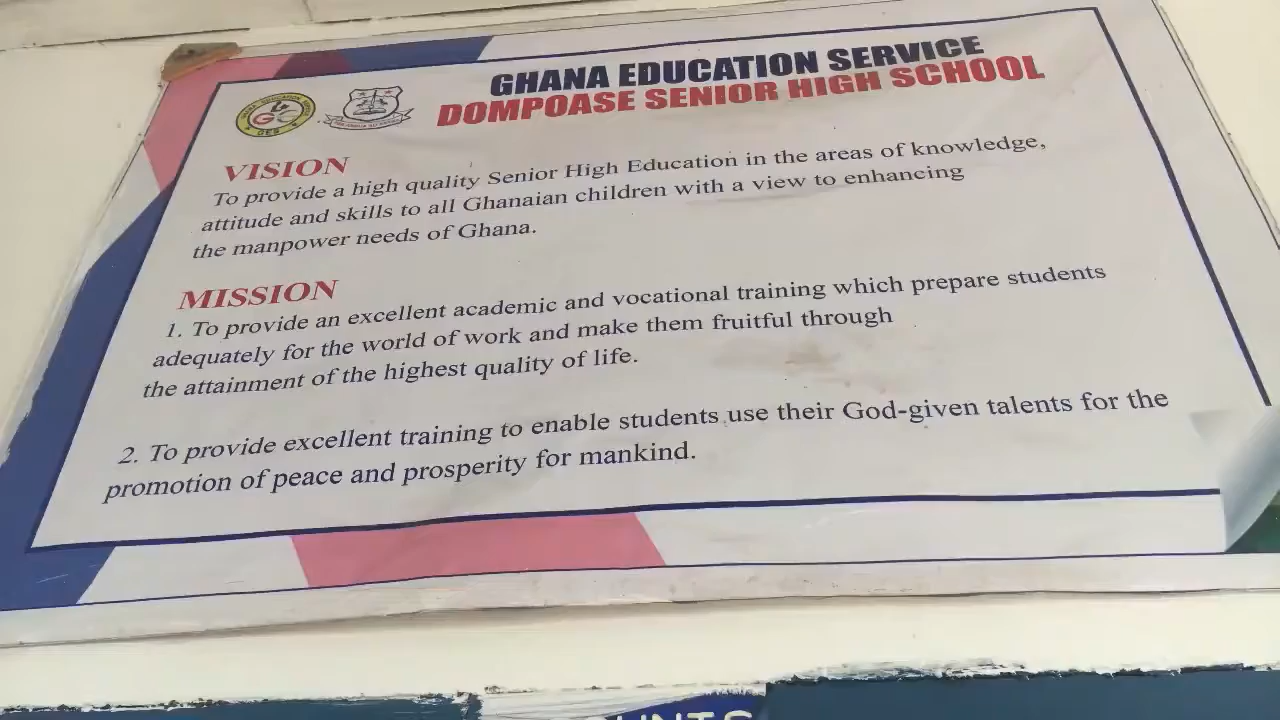 GHANA EDUCATION SERVICE
DOMPOASE SENIOR HIGH SCHOOL
GES
VISION
To provide a high quality Senior High Education in the areas of knowledge,
attitude and skills to all Ghanaian children with a view to enhancing
the manpower needs of Ghana.
MISSION
1. To provide an excellent academic and vocational training which prepare students
adequately for the world of work and make them fruitful through
the attainment of the highest quality of life.
2. To provide excellent training to enable students use their God-given talents for the
promotion of peace and prosperity for mankind.